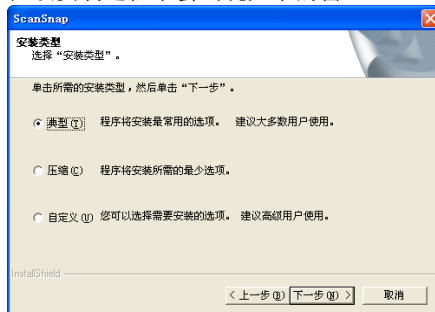 ScanSnap
安装类型
选择“安装类型”。
单击所需的安装类型，然后单击“下一步”。
典型(T) 程序将安装最常用的选项。 建议大多数用户使用。
压缩(C) 程序将安装所需的最少选项。
自定义(U) 您可以选择需要安装的选项。 建议高级用户使用。
InstallShield
< 上一步(B) 下一步(N) > 取消